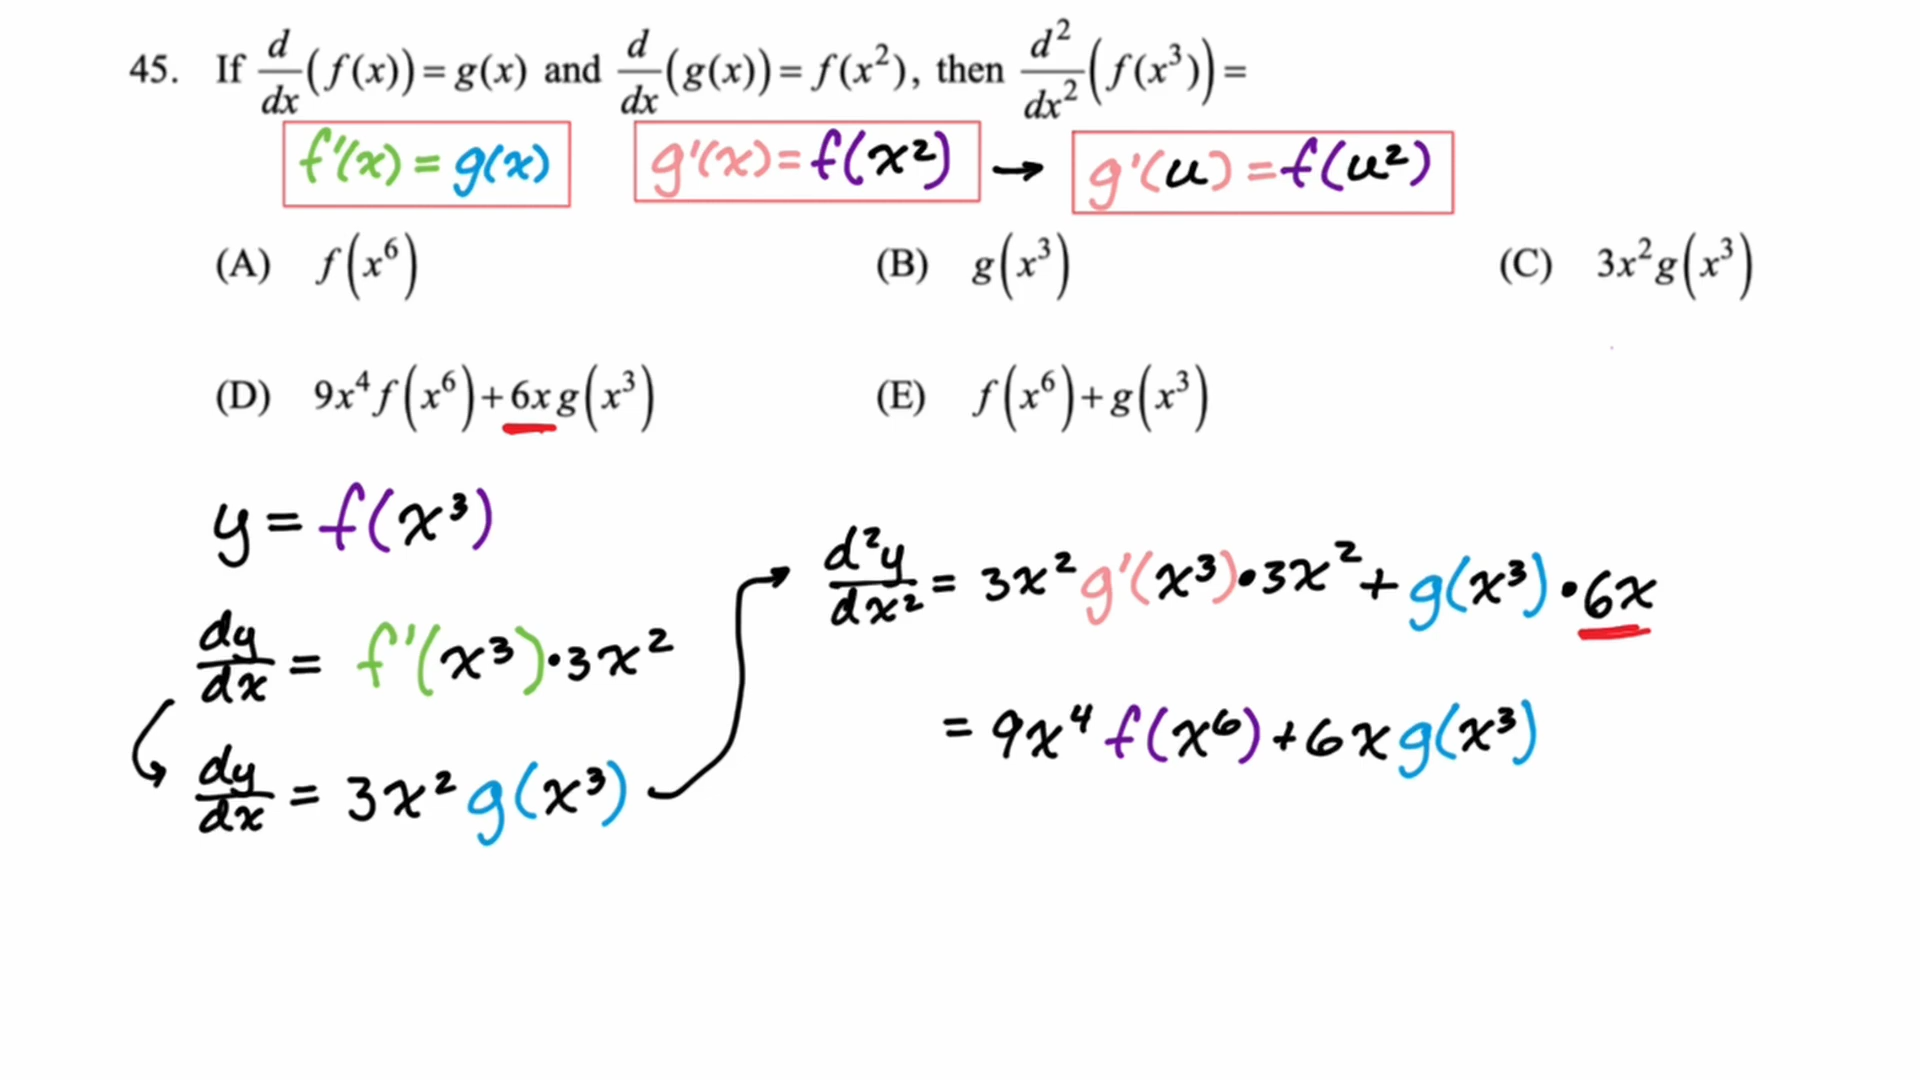 45. If d/dx (f(x)) = g(x) and d/dx (g(x)) = f(x²), then d²/dx² (f(x³)) =
f'(x) = g(x) g'(x) = f(x²) → g'(u) = f(u²)
(A) f(x⁶) (B) g(x³) (C) 3x²g(x³)
(D) 9x⁴f(x⁶) + 6xg(x³) (E) f(x⁶) + g(x³)
y = f(x³)
dy/dx = f'(x³)·3x²
dy/dx = 3x²g(x³)
d²y/dx² = 3x²g'(x³)·3x² + g(x³)·6x
= 9x⁴f(x⁶) + 6xg(x³)